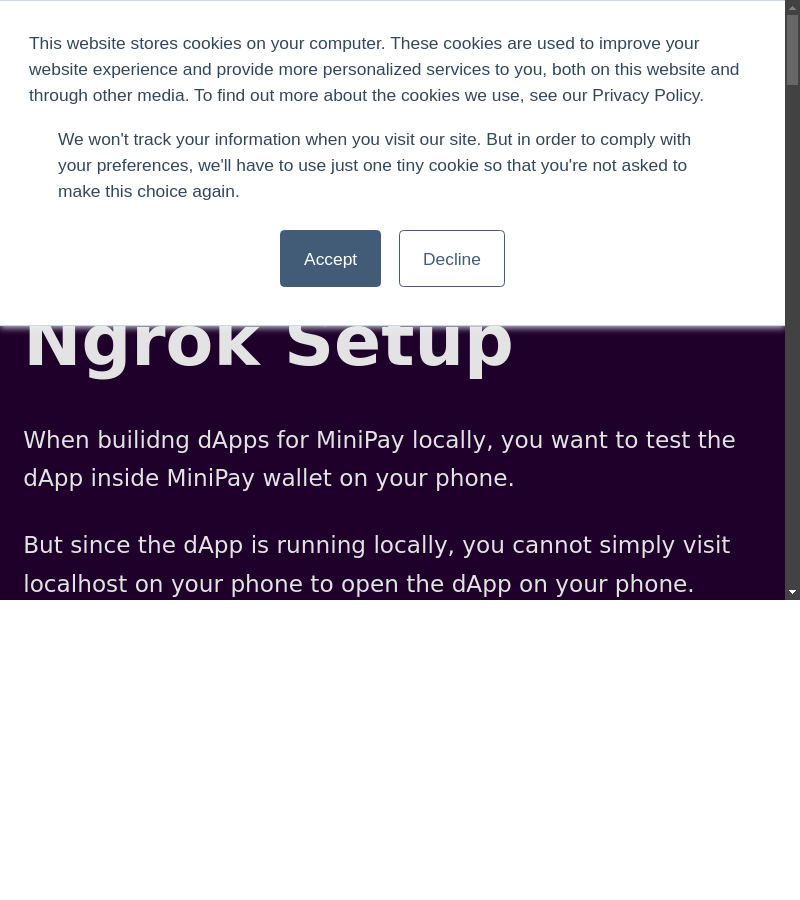 This website stores cookies on your computer. These cookies are used to improve your
website experience and provide more personalized services to you, both on this website and
through other media. To find out more about the cookies we use, see our Privacy Policy.
We won't track your information when you visit our site. But in order to comply with
your preferences, we'll have to use just one tiny cookie so that you're not asked to
make this choice again.
Accept
Decline
Ngrok Setup
When builidng dApps for MiniPay locally, you want to test the
dApp inside MiniPay wallet on your phone.
But since the dApp is running locally, you cannot simply visit
localhost on your phone to open the dApp on your phone.